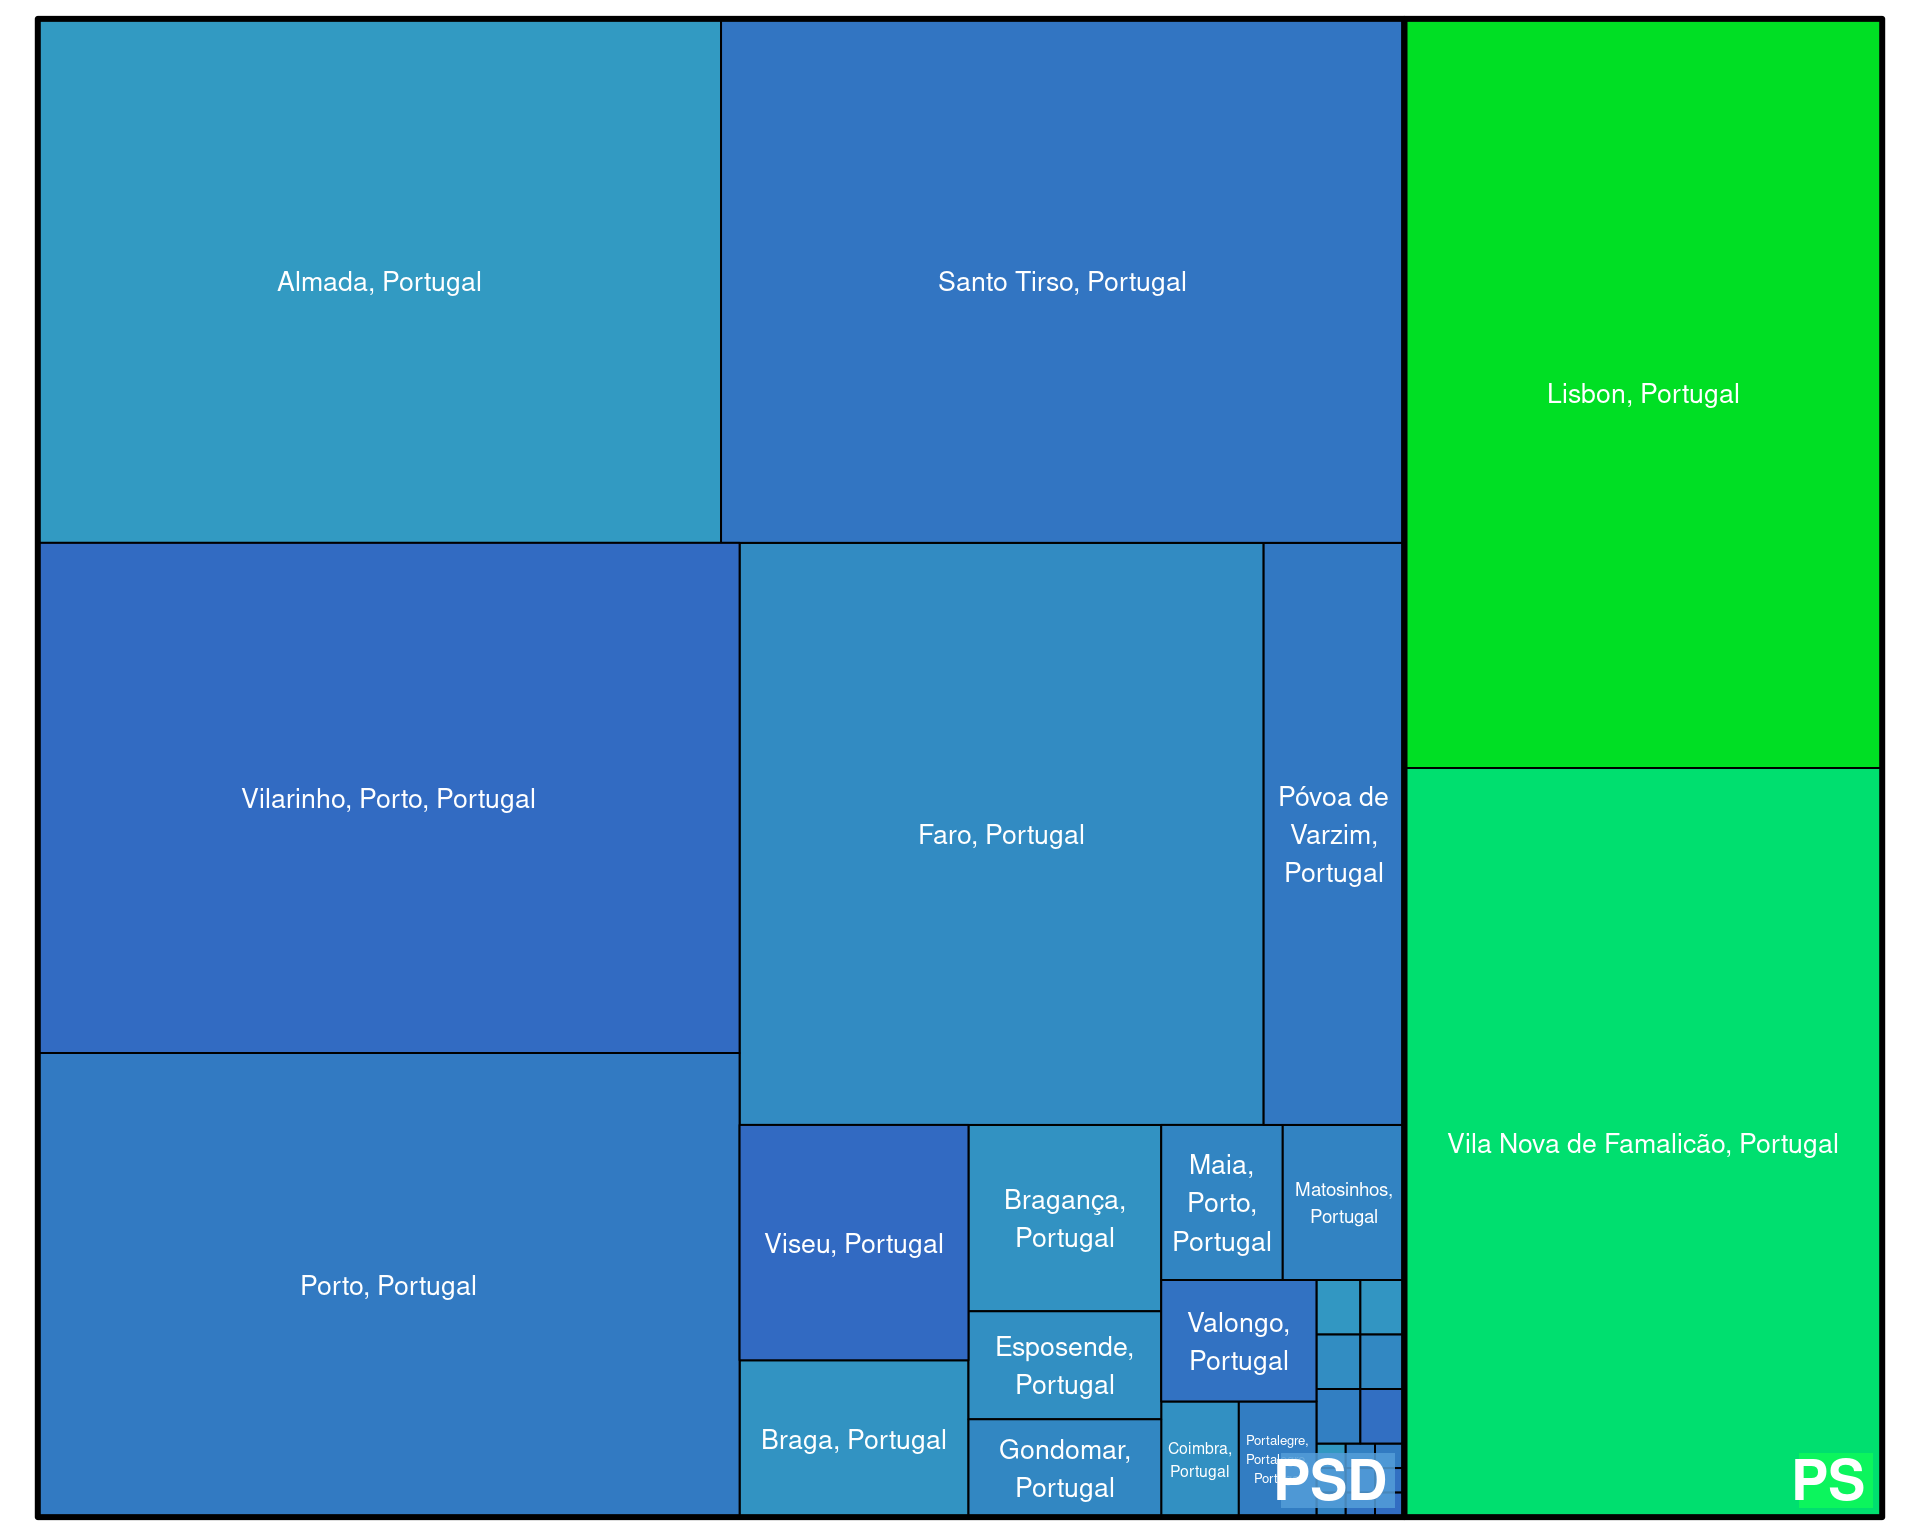 Almada, Portugal
Santo Tirso, Portugal
Lisbon, Portugal
Vilarinho, Porto, Portugal
Faro, Portugal
Póvoa de
Varzim,
Portugal
Vila Nova de Famalicão, Portugal
Porto, Portugal
Viseu, Portugal
Bragança,
Portugal
Maia,
Porto,
Portugal
Matosinhos,
Portugal
Esposende,
Portugal
Valongo,
Portugal
Braga, Portugal
Gondomar,
Portugal
Coimbra,
Portugal
Portalegre,
PSD
PS